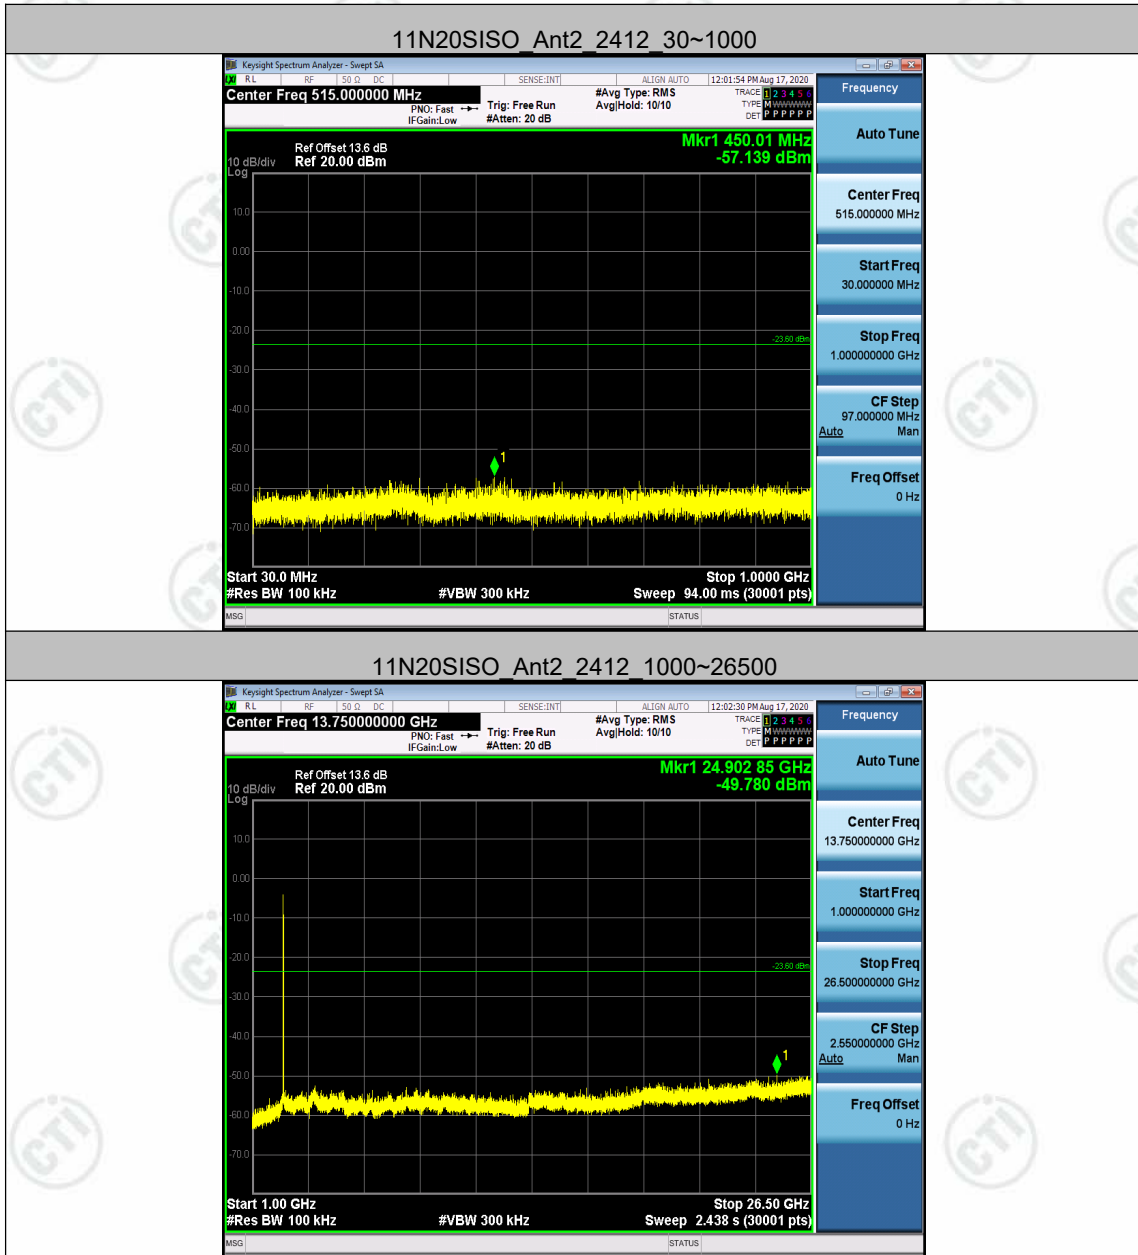 11N20SISO_Ant2_2412_30~1000
Keysight Spectrum Analyzer - Swept SA
LXI RL RF 50 Ω DC SENSE:INT ALIGN AUTO 12:01:54 PM Aug 17, 2020
Center Freq 515.000000 MHz
PNO: Fast
IFGain:Low
Trig: Free Run
#Atten: 20 dB
#Avg Type: RMS
Avg|Hold: 10/10
TRACE 1 2 3 4 5 6
TYPE M WWWWW
DET P P P P P P
Mkr1 450.01 MHz
-57.139 dBm
Ref Offset 13.6 dB
10 dB/div Ref 20.00 dBm
Log
10.0
0.00
-10.0
-20.0
-23.60 dBm
-30.0
-40.0
-50.0
1
-60.0
-70.0
Start 30.0 MHz Stop 1.0000 GHz
#Res BW 100 kHz #VBW 300 kHz Sweep 94.00 ms (30001 pts)
MSG STATUS
Frequency
Auto Tune
Center Freq
515.000000 MHz
Start Freq
30.000000 MHz
Stop Freq
1.000000000 GHz
CF Step
97.000000 MHz
Auto Man
Freq Offset
0 Hz
11N20SISO_Ant2_2412_1000~26500
Keysight Spectrum Analyzer - Swept SA
LXI RL RF 50 Ω DC SENSE:INT ALIGN AUTO 12:02:30 PM Aug 17, 2020
Center Freq 13.750000000 GHz
PNO: Fast
IFGain:Low
Trig: Free Run
#Atten: 20 dB
#Avg Type: RMS
Avg|Hold: 10/10
TRACE 1 2 3 4 5 6
TYPE M WWWWW
DET P P P P P P
Mkr1 24.902 85 GHz
-49.780 dBm
Ref Offset 13.6 dB
10 dB/div Ref 20.00 dBm
Log
10.0
0.00
-10.0
-20.0
-23.60 dBm
-30.0
-40.0
1
-50.0
-60.0
-70.0
Start 1.00 GHz Stop 26.50 GHz
#Res BW 100 kHz #VBW 300 kHz Sweep 2.438 s (30001 pts)
MSG STATUS
Frequency
Auto Tune
Center Freq
13.750000000 GHz
Start Freq
1.000000000 GHz
Stop Freq
26.500000000 GHz
CF Step
2.550000000 GHz
Auto Man
Freq Offset
0 Hz
CTI
CTI
CTI
CTI
CTI
CTI